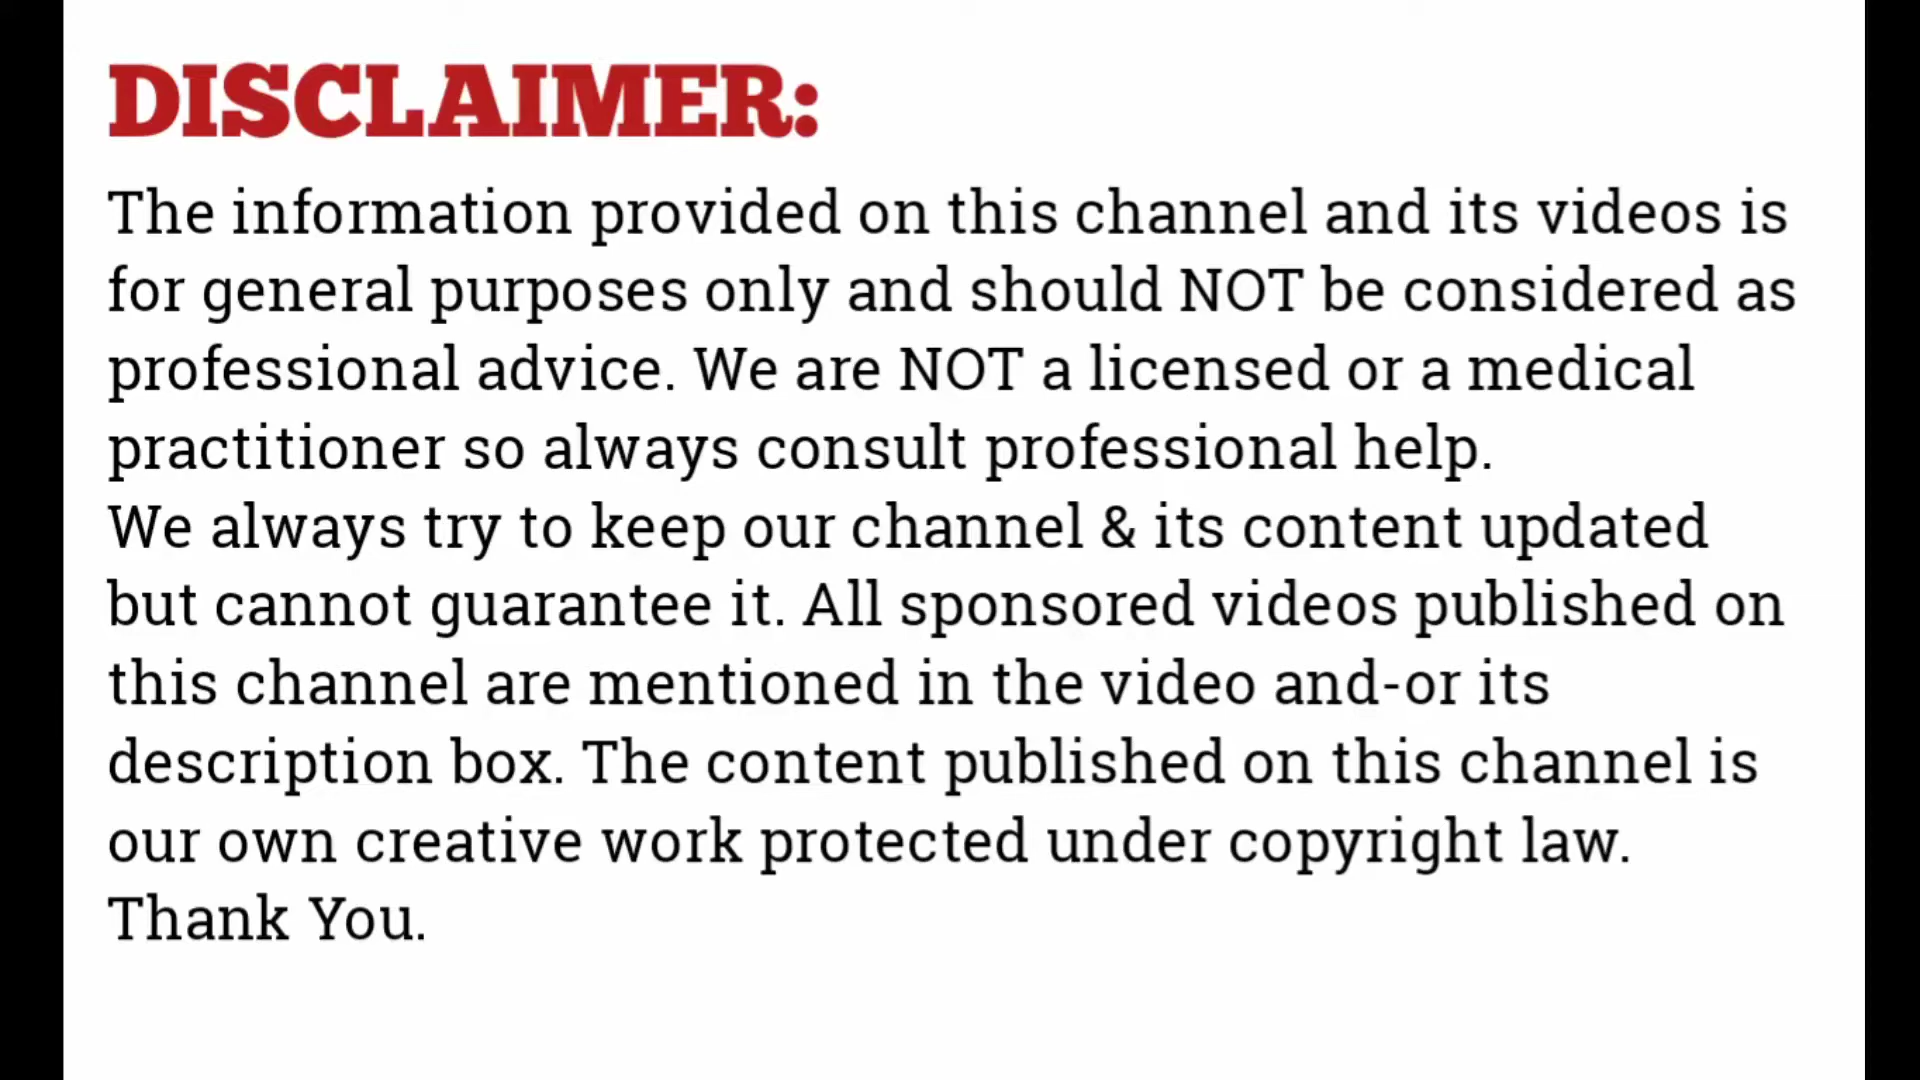 DISCLAIMER:
The information provided on this channel and its videos is
for general purposes only and should NOT be considered as
professional advice. We are NOT a licensed or a medical
practitioner so always consult professional help.
We always try to keep our channel & its content updated
but cannot guarantee it. All sponsored videos published on
this channel are mentioned in the video and-or its
description box. The content published on this channel is
our own creative work protected under copyright law.
Thank You.